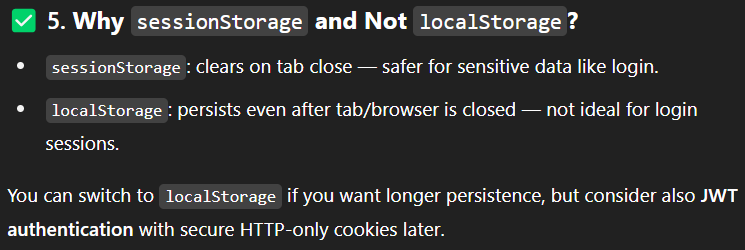 ✅ 5. Why sessionStorage and Not localStorage?
• sessionStorage: clears on tab close — safer for sensitive data like login.
• localStorage: persists even after tab/browser is closed — not ideal for login
sessions.
You can switch to localStorage if you want longer persistence, but consider also JWT
authentication with secure HTTP-only cookies later.